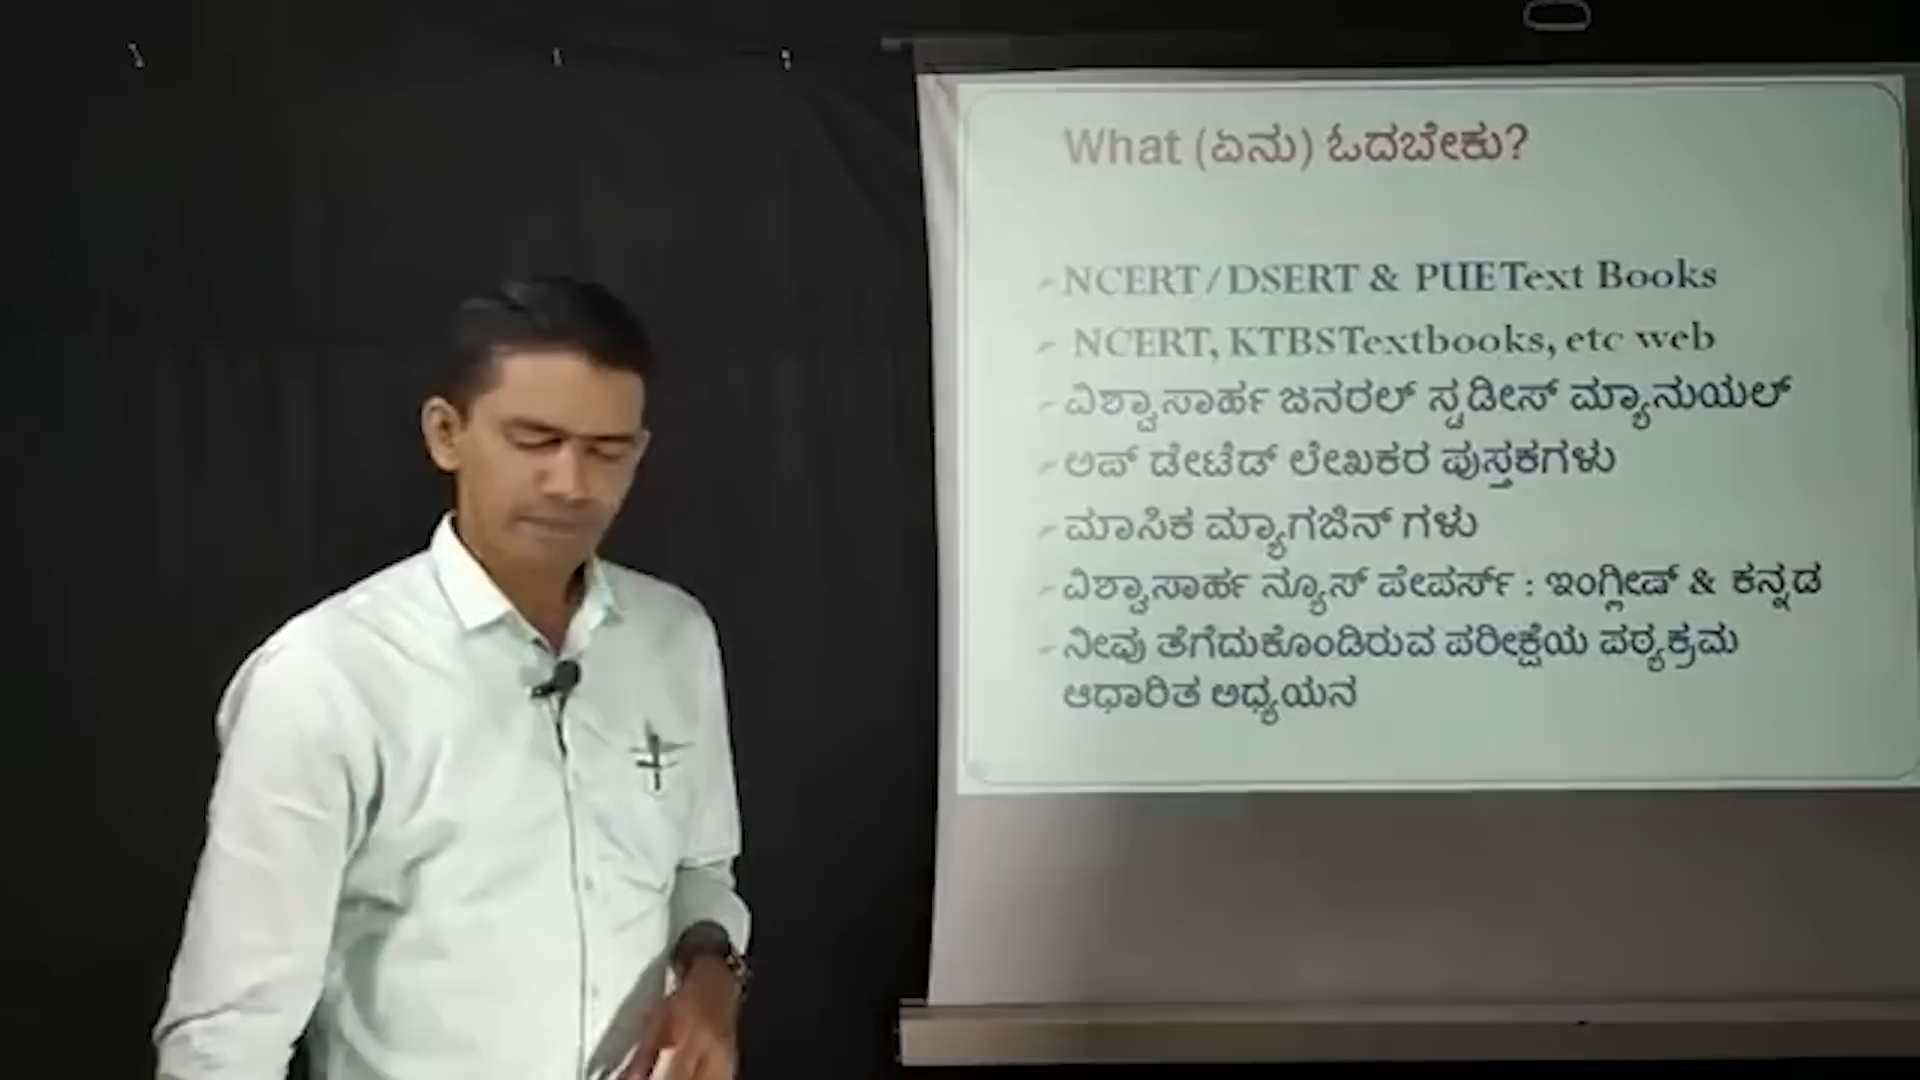 What (ಏನು) ಓದಬೇಕು?
NCERT/DSERT & PUE Text Books
NCERT, KTBS Textbooks, etc web
ವಿಶ್ವಾಸಾರ್ಹ ಜನರಲ್ ಸ್ಟಡೀಸ್ ಮ್ಯಾನುಯಲ್
ಅಪ್ ಡೇಟೆಡ್ ಲೇಖಕರ ಪುಸ್ತಕಗಳು
ಮಾಸಿಕ ಮ್ಯಾಗಜಿನ್ ಗಳು
ವಿಶ್ವಾಸಾರ್ಹ ನ್ಯೂಸ್ ಪೇಪರ್ಸ್ : ಇಂಗ್ಲೀಷ್ & ಕನ್ನಡ
ನೀವು ತೆಗೆದುಕೊಂಡಿರುವ ಪರೀಕ್ಷೆಯ ಪಠ್ಯಕ್ರಮ
ಆಧಾರಿತ ಅಧ್ಯಯನ